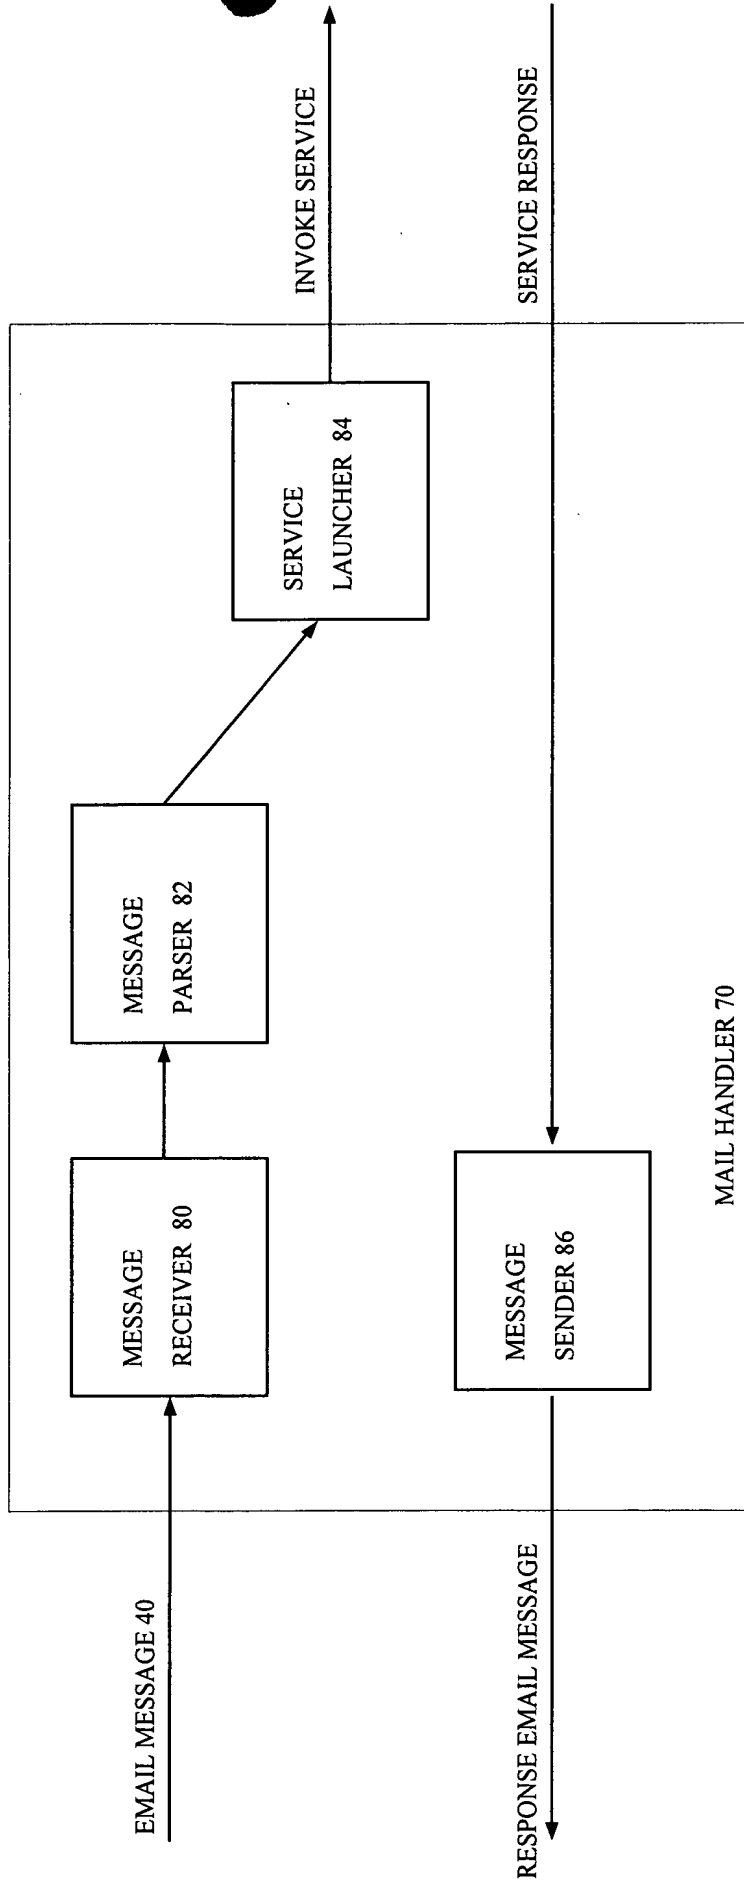 EMAIL MESSAGE 40
MESSAGE
RECEIVER 80
MESSAGE
PARSER 82
SERVICE
LAUNCHER 84
INVOKE SERVICE
RESPONSE EMAIL MESSAGE
MESSAGE
SENDER 86
SERVICE RESPONSE
MAIL HANDLER 70